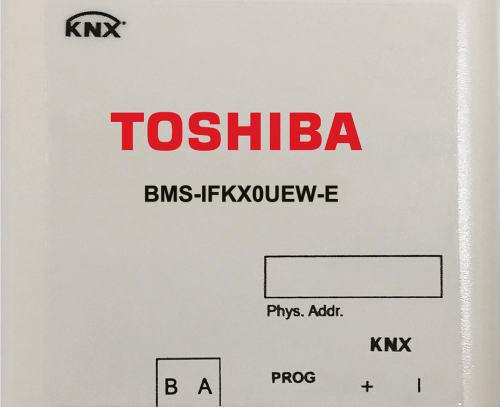 KNX
TOSHIBA
BMS-IFKX0UEW-E
Phys. Addr.
KNX
B A PROG + I